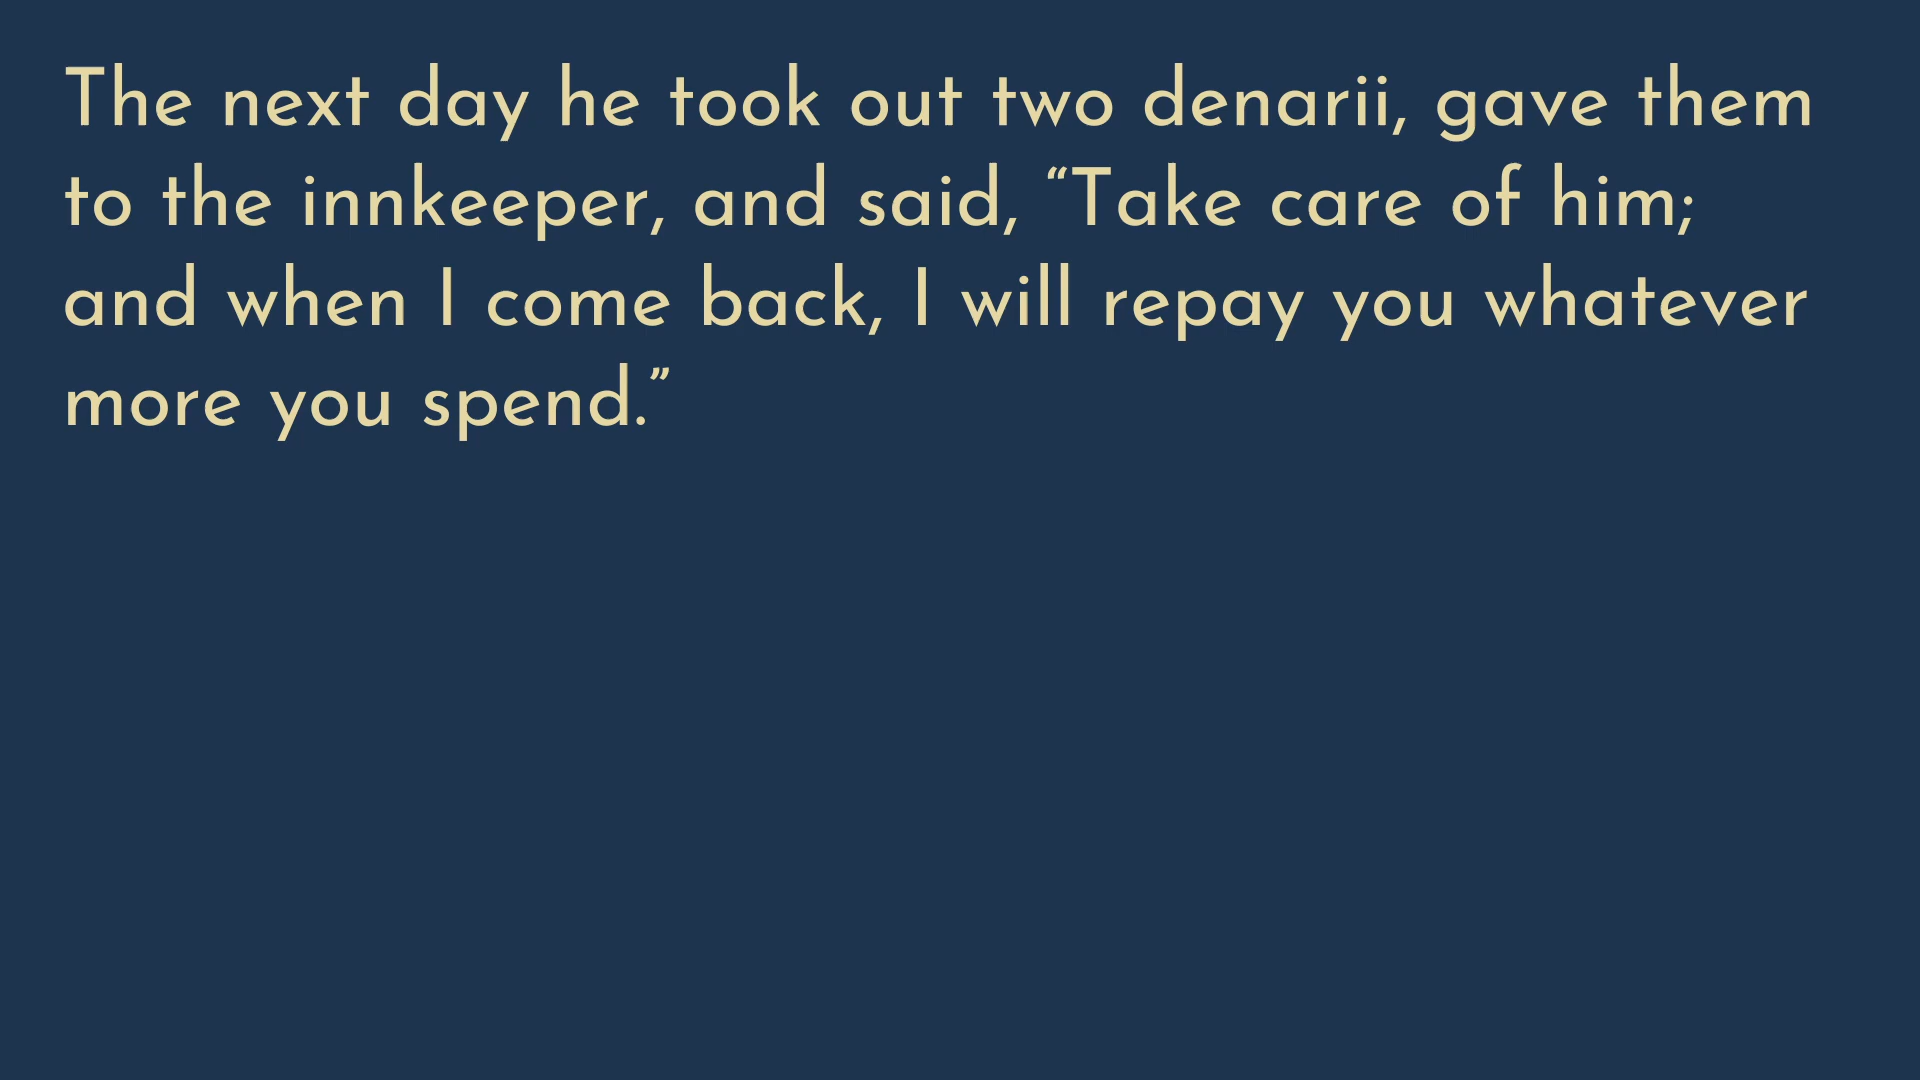 The next day he took out two denarii, gave them
to the innkeeper, and said, “Take care of him;
and when I come back, I will repay you whatever
more you spend.”